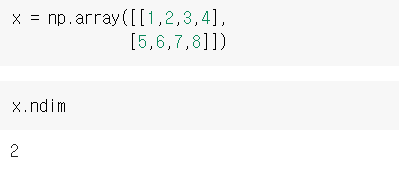 x = np.array([[1,2,3,4],
[5,6,7,8]])
x.ndim
2